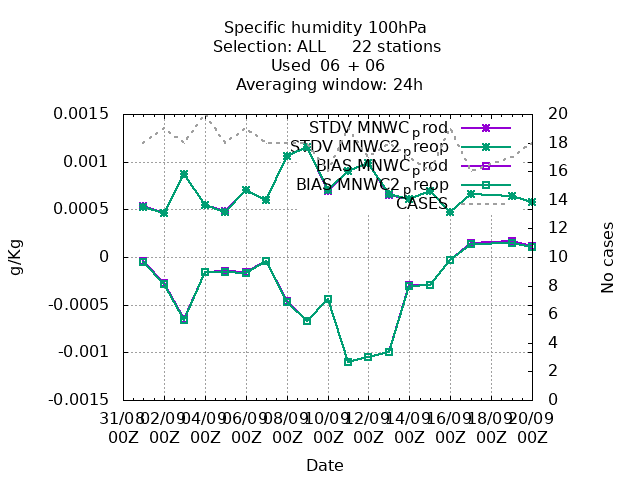 Specific humidity 100hPa
Selection: ALL 22 stations
Used 06 + 06
Averaging window: 24h
STDV MNWC_prod
STDV MNWC2_preop
BIAS MNWC_prod
BIAS MNWC2_preop
CASES
0.0015
0.001
0.0005
0
-0.0005
-0.001
-0.0015
g/Kg
20
18
16
14
12
10
8
6
4
2
0
No cases
31/08 02/09 04/09 06/09 08/09 10/09 12/09 14/09 16/09 18/09 20/09
00Z 00Z 00Z 00Z 00Z 00Z 00Z 00Z 00Z 00Z 00Z
Date